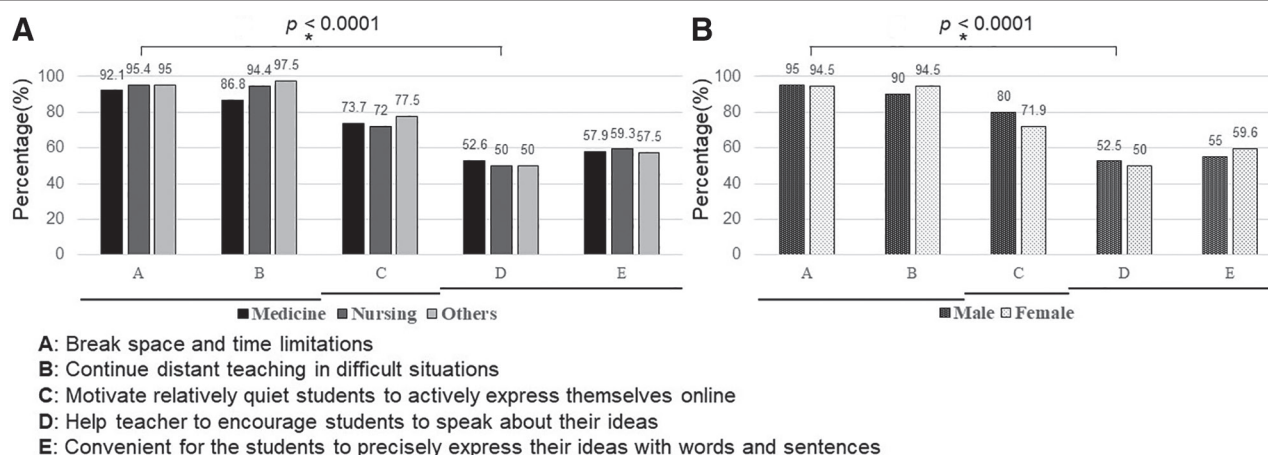 A
p < 0.0001
*
Percentage(%)
100
80
60
40
20
0
92.1 95.4 95
86.8 94.4 97.5
73.7 72 77.5
52.6 50 50
57.9 59.3 57.5
A B C D E
Medicine Nursing Others
B
p < 0.0001
*
Percentage(%)
100
80
60
40
20
0
95 94.5
90 94.5
80 71.9
52.5 50
55 59.6
A B C D E
Male Female
A: Break space and time limitations
B: Continue distant teaching in difficult situations
C: Motivate relatively quiet students to actively express themselves online
D: Help teacher to encourage students to speak about their ideas
E: Convenient for the students to precisely express their ideas with words and sentences